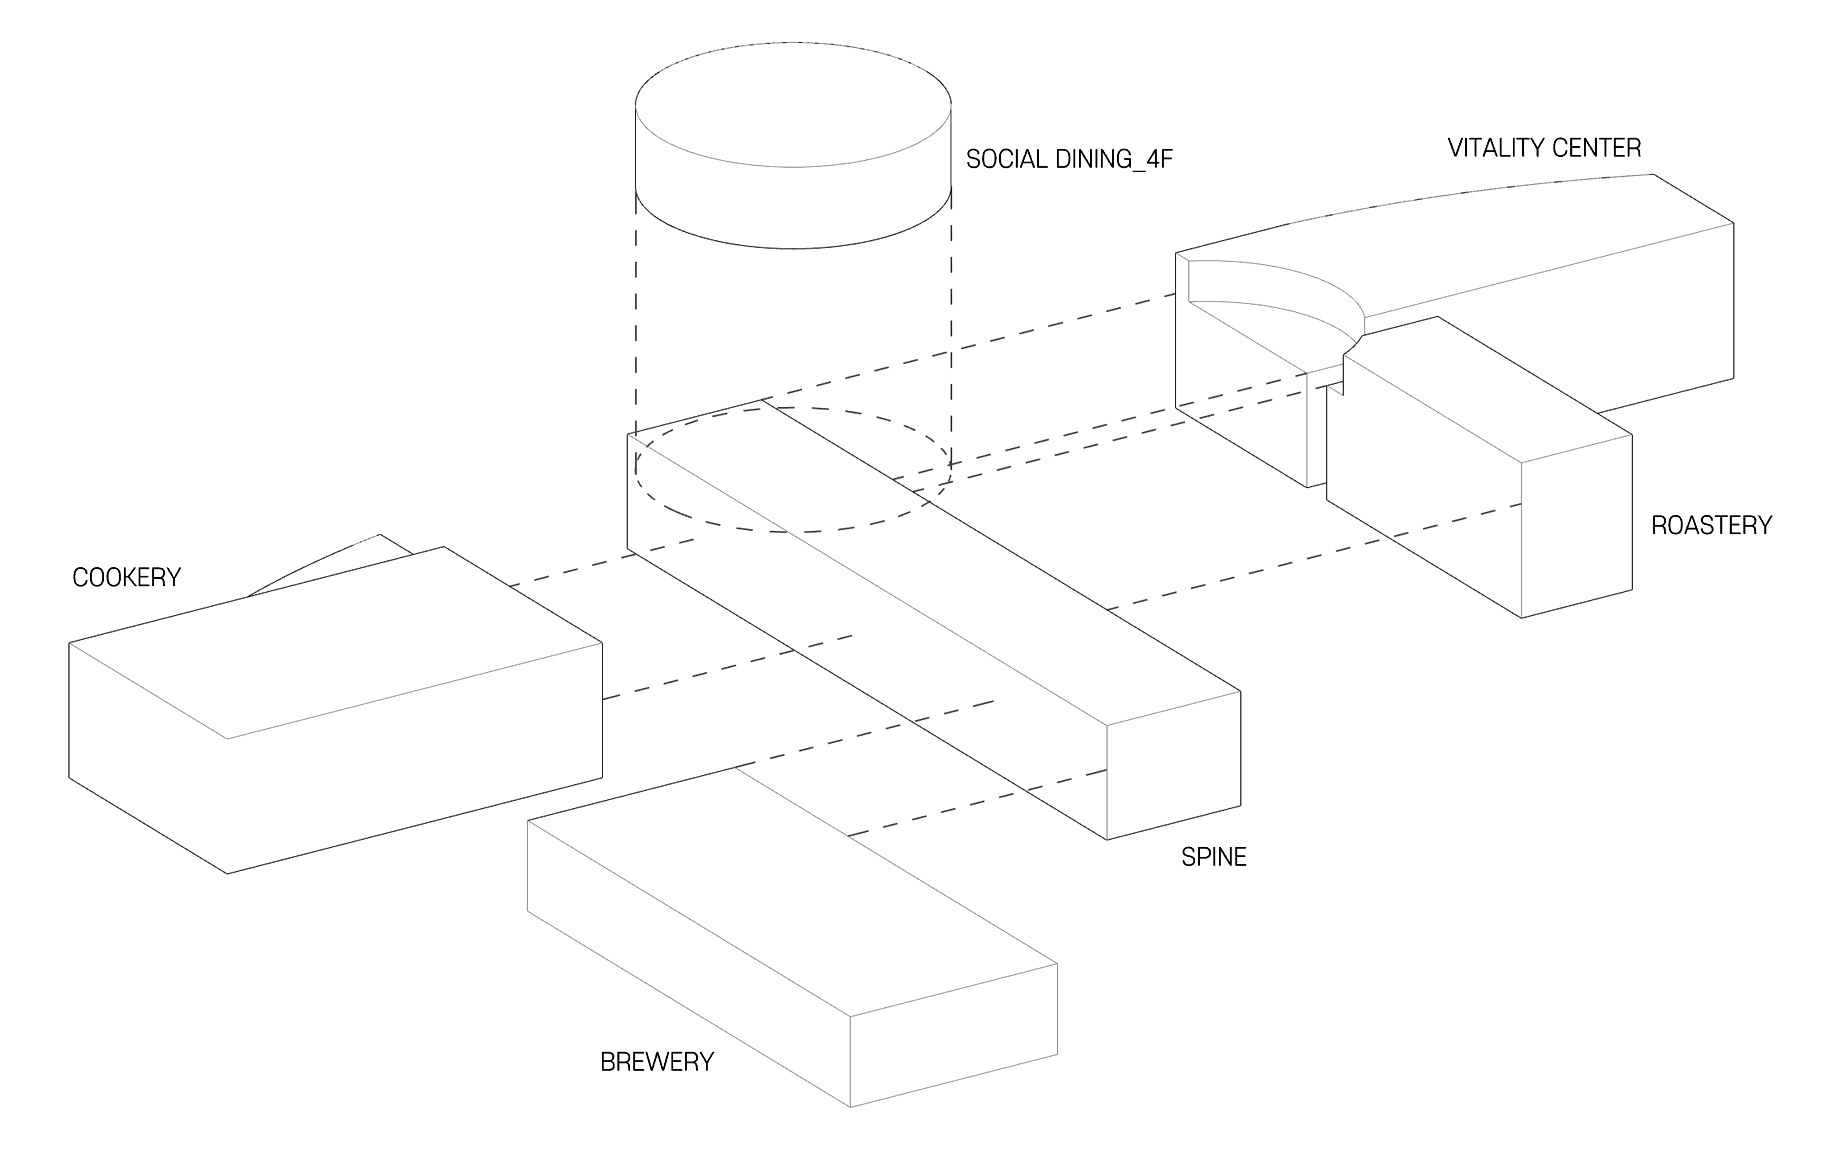 SOCIAL DINING_4F
VITALITY CENTER
ROASTERY
COOKERY
SPINE
BREWERY